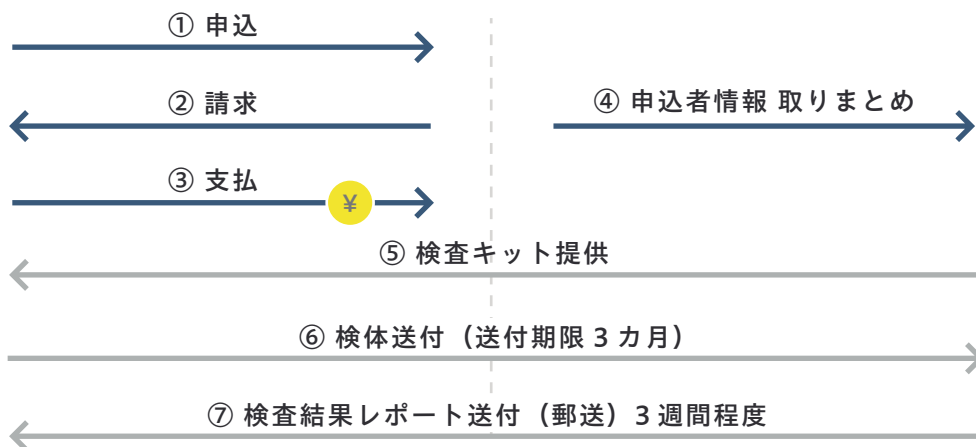 ① 申込
② 請求
④ 申込者情報 取りまとめ
③ 支払
¥
⑤ 検査キット提供
⑥ 検体送付（送付期限 3 カ月）
⑦ 検査結果レポート送付（郵送）3 週間程度